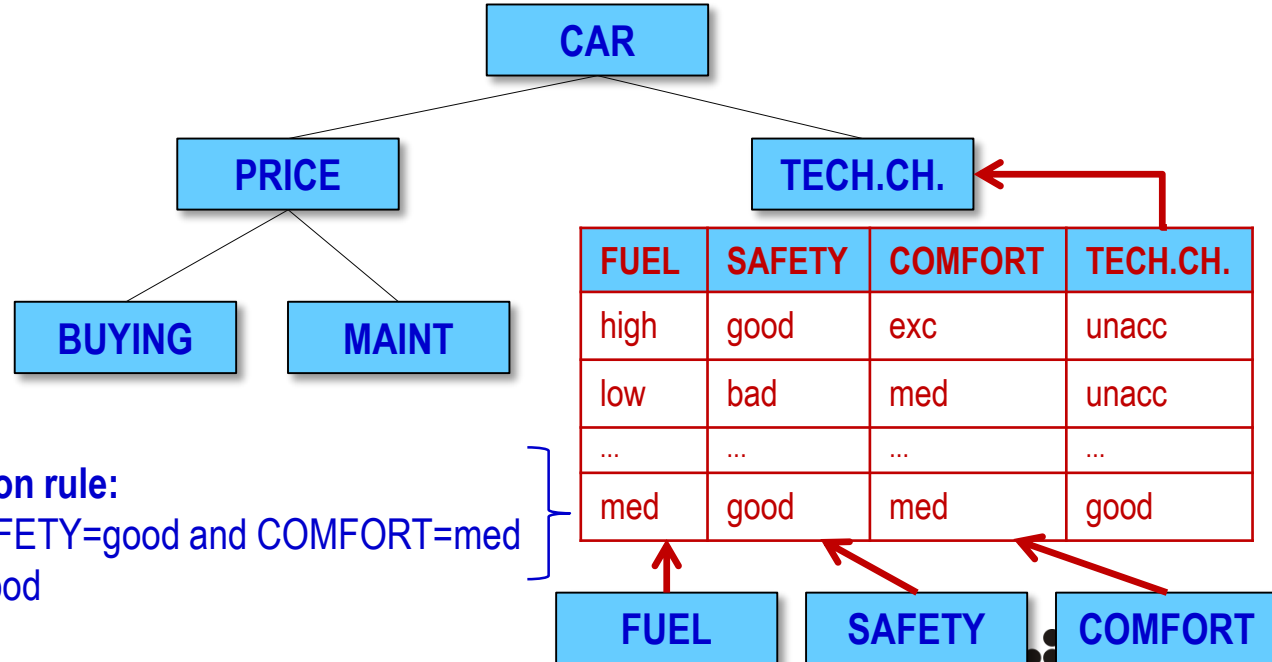 CAR
PRICE
TECH.CH.
BUYING
MAINT
FUEL SAFETY COMFORT TECH.CH.
high good exc unacc
low bad med unacc
... ... ... ...
med good med good
on rule:
FETY=good and COMFORT=med
ood
FUEL
SAFETY
COMFORT